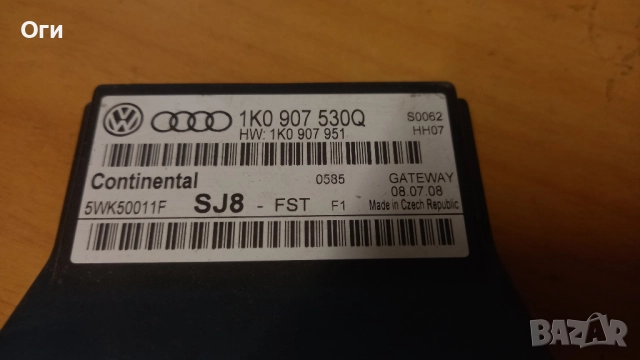 Оги
1K0 907 530Q
HW: 1K0 907 951
S0062
HH07
Continental
0585
GATEWAY
08.07.08
5WK50011F
SJ8 - FST F1
Made in Czech Republic
BAZAR